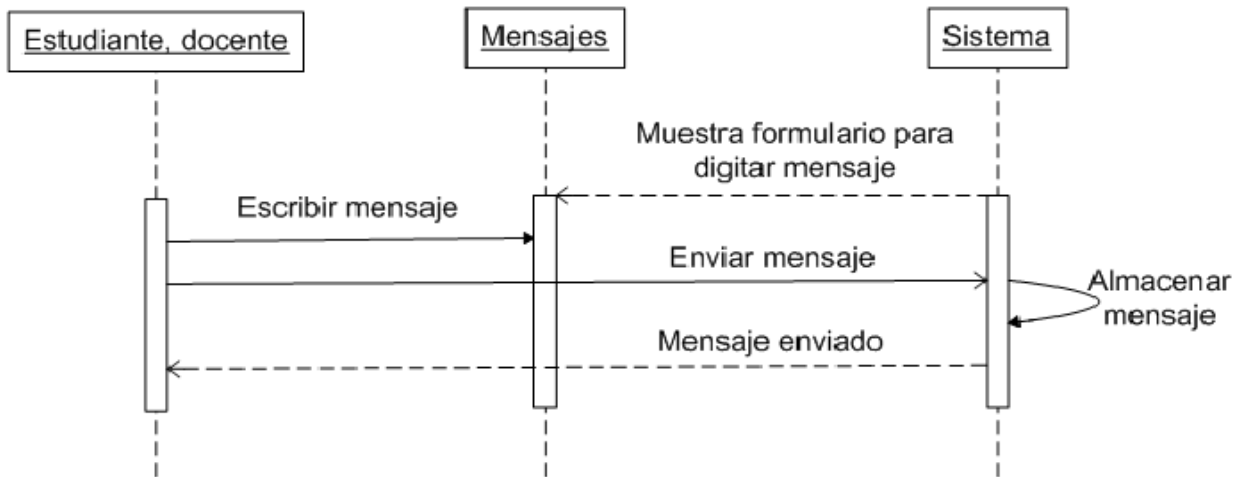 Estudiante, docente
Mensajes
Sistema
Muestra formulario para
digitar mensaje
Escribir mensaje
Enviar mensaje
Almacenar
mensaje
Mensaje enviado